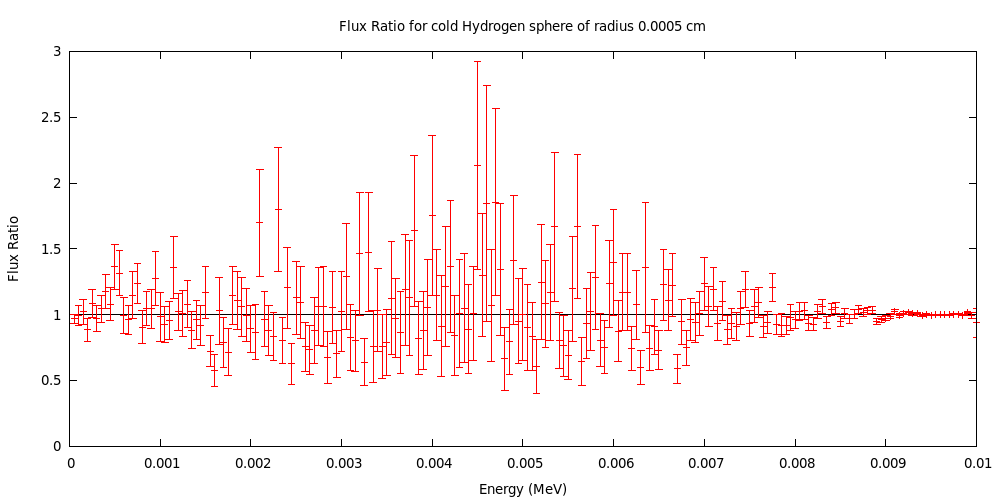 Flux Ratio for cold Hydrogen sphere of radius 0.0005 cm
3
2.5
2
1.5
1
0.5
0
Flux Ratio
0 0.001 0.002 0.003 0.004 0.005 0.006 0.007 0.008 0.009 0.01
Energy (MeV)